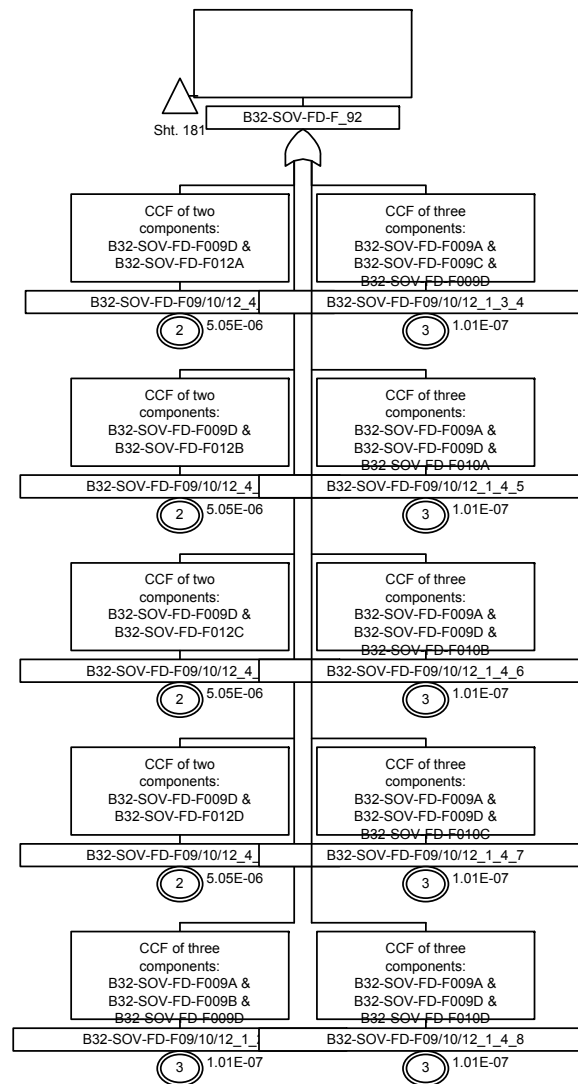 B32-SOV-FD-F_92
Sht. 181
CCF of two
components:
B32-SOV-FD-F009D &
B32-SOV-FD-F012A
B32-SOV-FD-F09/10/12_4_
2
5.05E-06
CCF of three
components:
B32-SOV-FD-F009A &
B32-SOV-FD-F009C &
B32-SOV-FD-F009D
B32-SOV-FD-F09/10/12_1_3_4
3
1.01E-07
CCF of two
components:
B32-SOV-FD-F009D &
B32-SOV-FD-F012B
B32-SOV-FD-F09/10/12_4_
2
5.05E-06
CCF of three
components:
B32-SOV-FD-F009A &
B32-SOV-FD-F009D &
B32-SOV-FD-F010A
B32-SOV-FD-F09/10/12_1_4_5
3
1.01E-07
CCF of two
components:
B32-SOV-FD-F009D &
B32-SOV-FD-F012C
B32-SOV-FD-F09/10/12_4_
2
5.05E-06
CCF of three
components:
B32-SOV-FD-F009A &
B32-SOV-FD-F009D &
B32-SOV-FD-F010B
B32-SOV-FD-F09/10/12_1_4_6
3
1.01E-07
CCF of two
components:
B32-SOV-FD-F009D &
B32-SOV-FD-F012D
B32-SOV-FD-F09/10/12_4_
2
5.05E-06
CCF of three
components:
B32-SOV-FD-F009A &
B32-SOV-FD-F009D &
B32-SOV-FD-F010C
B32-SOV-FD-F09/10/12_1_4_7
3
1.01E-07
CCF of three
components:
B32-SOV-FD-F009A &
B32-SOV-FD-F009B &
B32-SOV-FD-F009D
B32-SOV-FD-F09/10/12_1_
3
1.01E-07
CCF of three
components:
B32-SOV-FD-F009A &
B32-SOV-FD-F009D &
B32-SOV-FD-F010D
B32-SOV-FD-F09/10/12_1_4_8
3
1.01E-07